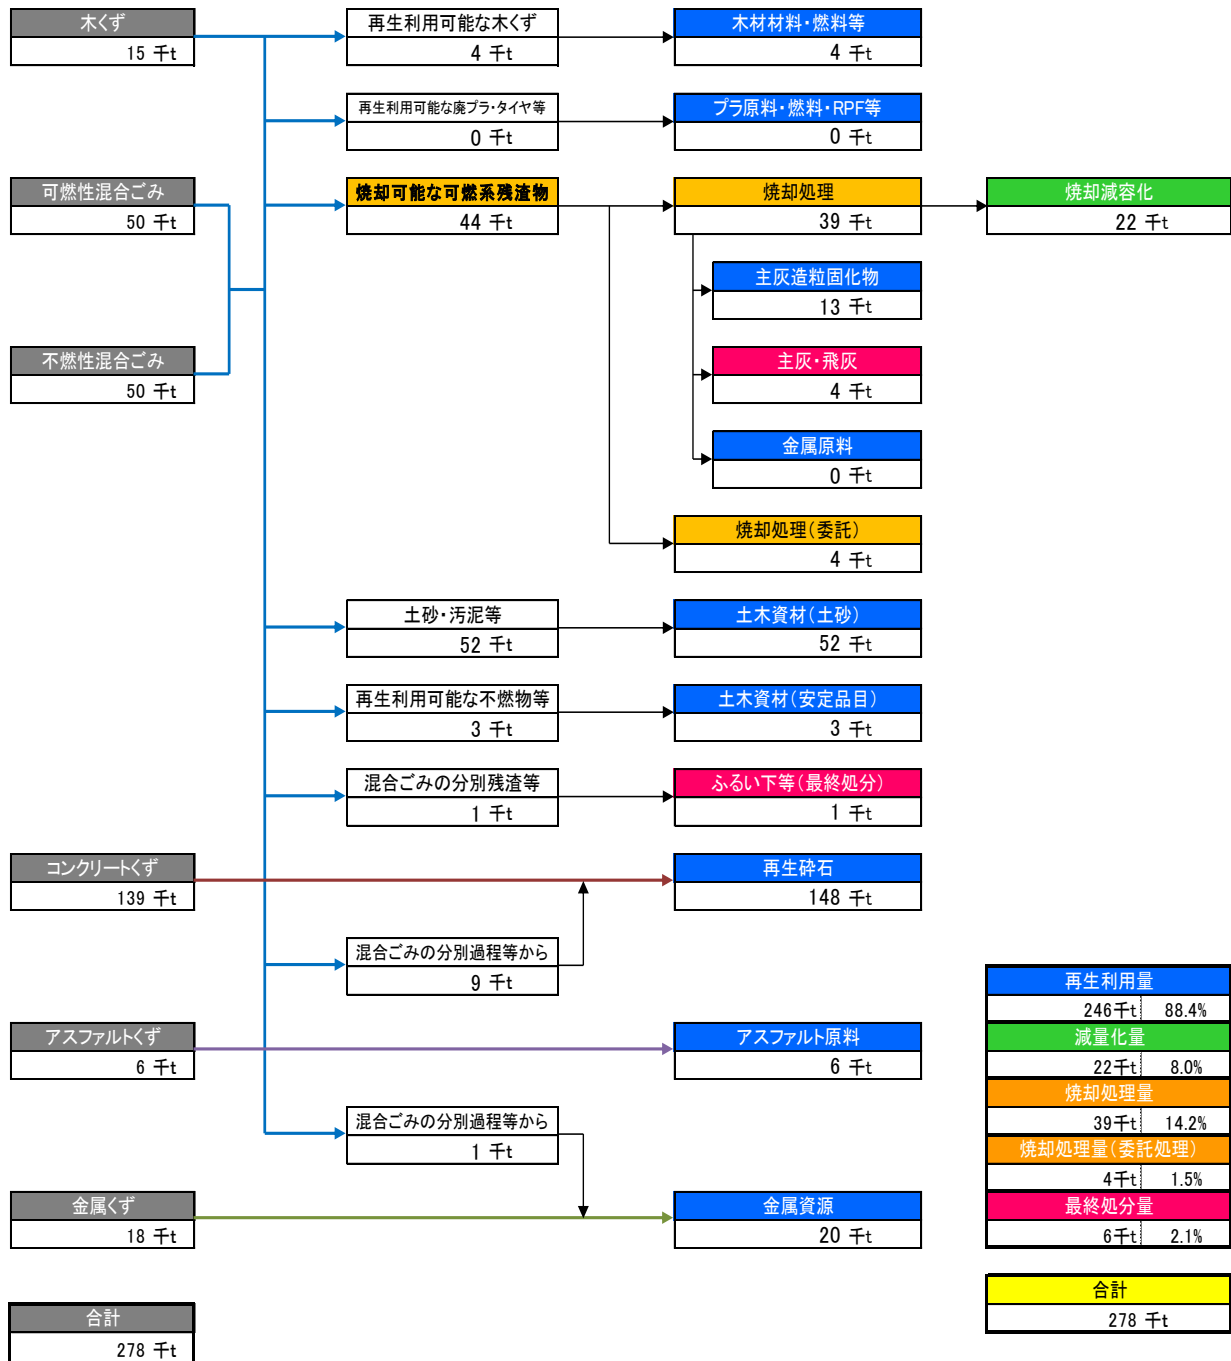 木くず
15 千t
再生利用可能な木くず
4 千t
木材材料・燃料等
4 千t
再生利用可能な廃プラ・タイヤ等
0 千t
プラ原料・燃料・RPF等
0 千t
可燃性混合ごみ
50 千t
焼却可能な可燃系残渣物
44 千t
焼却処理
39 千t
焼却減容化
22 千t
主灰造粒固化物
13 千t
不燃性混合ごみ
50 千t
主灰・飛灰
4 千t
金属原料
0 千t
焼却処理(委託)
4 千t
土砂・汚泥等
52 千t
土木資材(土砂)
52 千t
再生利用可能な不燃物等
3 千t
土木資材(安定品目)
3 千t
混合ごみの分別残渣等
1 千t
ふるい下等(最終処分)
1 千t
コンクリートくず
139 千t
再生砕石
148 千t
混合ごみの分別過程等から
9 千t
アスファルトくず
6 千t
アスファルト原料
6 千t
混合ごみの分別過程等から
1 千t
金属くず
18 千t
金属資源
20 千t
再生利用量
246千t 88.4%
減量化量
22千t 8.0%
焼却処理量
39千t 14.2%
焼却処理量(委託処理)
4千t 1.5%
最終処分量
6千t 2.1%
合計
278 千t
合計
278 千t